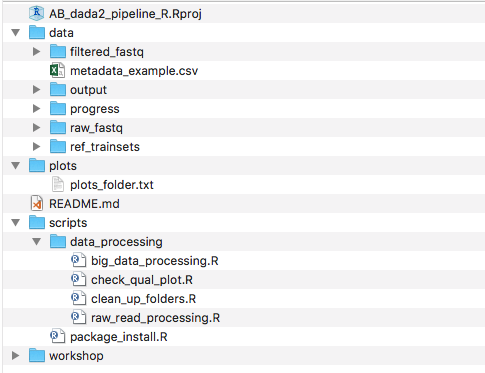 AB_dada2_pipeline_R.Rproj
data
filtered_fastq
metadata_example.csv
output
progress
raw_fastq
ref_trainsets
plots
plots_folder.txt
README.md
scripts
data_processing
big_data_processing.R
check_qual_plot.R
clean_up_folders.R
raw_read_processing.R
package_install.R
workshop